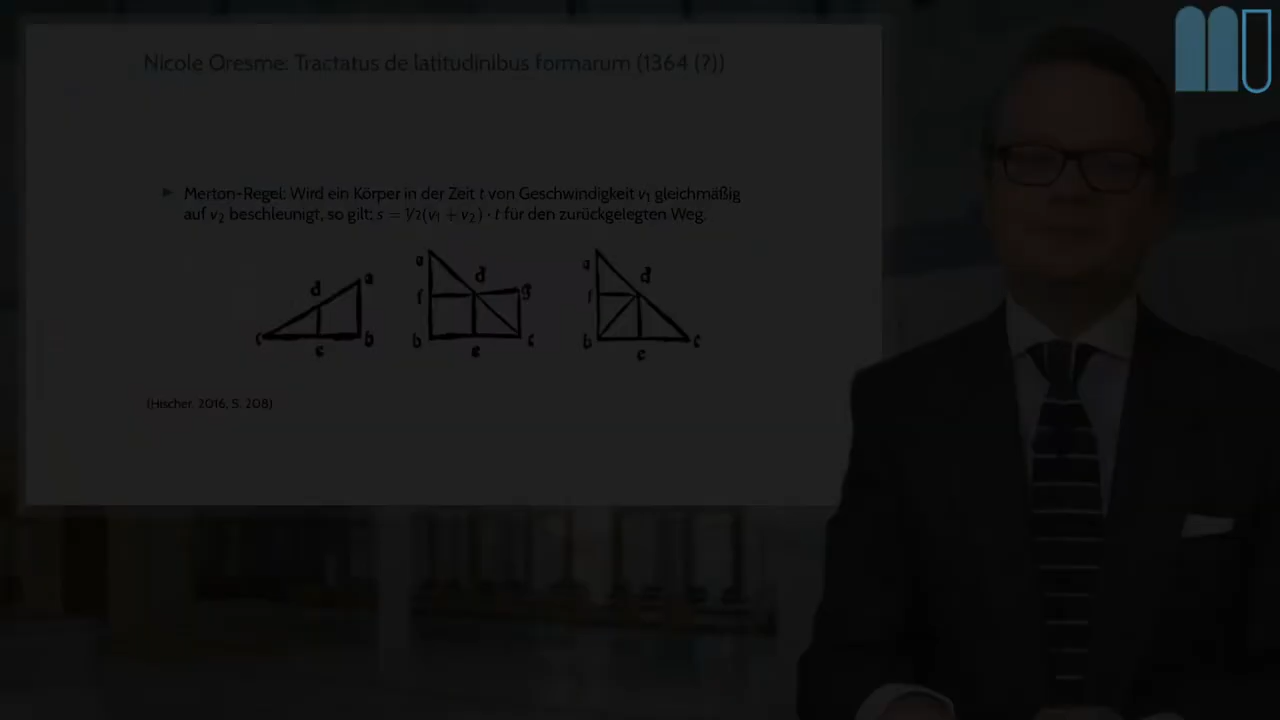 Nicole Oresme: Tractatus de latitudinibus formarum (1364 (?))
Merton-Regel: Wird ein Körper in der Zeit t von Geschwindigkeit v₁ gleichmäßig
auf v₂ beschleunigt, so gilt: s = 1/2(v₁ + v₂) · t für den zurückgelegten Weg.
d a c b e
a d g f b e c
a d f b e c
(Hischer, 2016, S. 208)